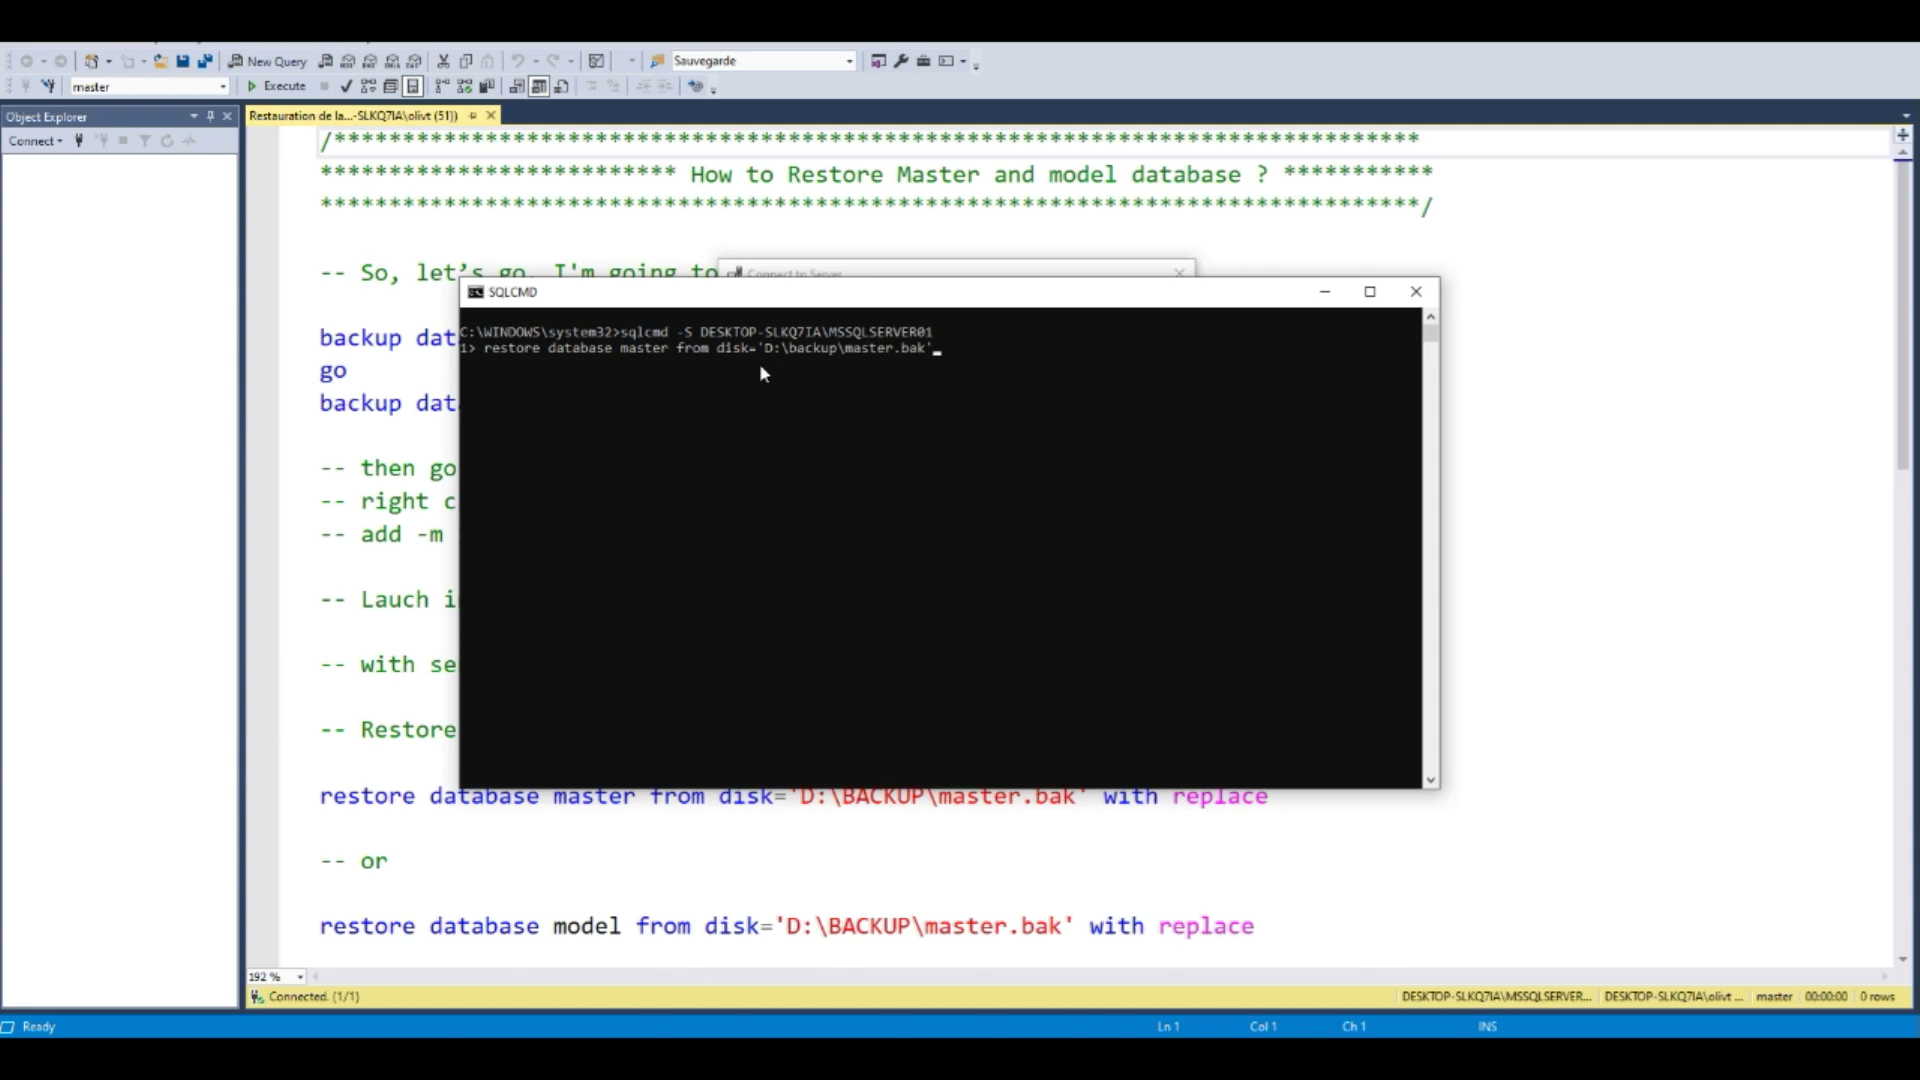 New Query
Sauvegarde
master
Execute
Object Explorer
Connect
Restauration de la...-SLKQ7IA\olivt (51))
/*******************************************************************************
************************** How to Restore Master and model database ? ***********
********************************************************************************/
-- So, let's go. I'm going to
Connect to Server
SQLCMD
C:\WINDOWS\system32>sqlcmd -S DESKTOP-SLKQ7IA\MSSQLSERVER01
1> restore database master from disk='D:\backup\master.bak'
backup dat
go
backup dat
-- then go
-- right c
-- add -m
-- Lauch i
-- with se
-- Restore
restore database master from disk='D:\BACKUP\master.bak' with replace
-- or
restore database model from disk='D:\BACKUP\master.bak' with replace
192 %
Connected. (1/1)
DESKTOP-SLKQ7IA\MSSQLSERVER...
DESKTOP-SLKQ7IA\olivt ...
master
00:00:00
0 rows
Ready
Ln 1
Col 1
Ch 1
INS